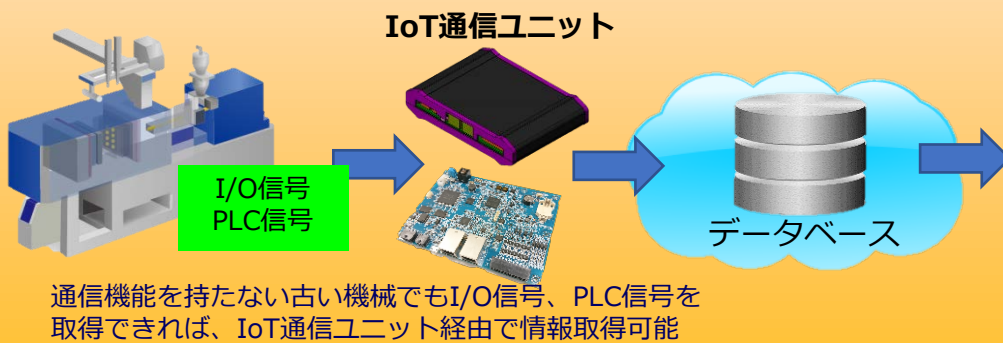 IoT通信ユニット
I/O信号
PLC信号
データベース
通信機能を持たない古い機械でもI/O信号、PLC信号を
取得できれば、IoT通信ユニット経由で情報取得可能